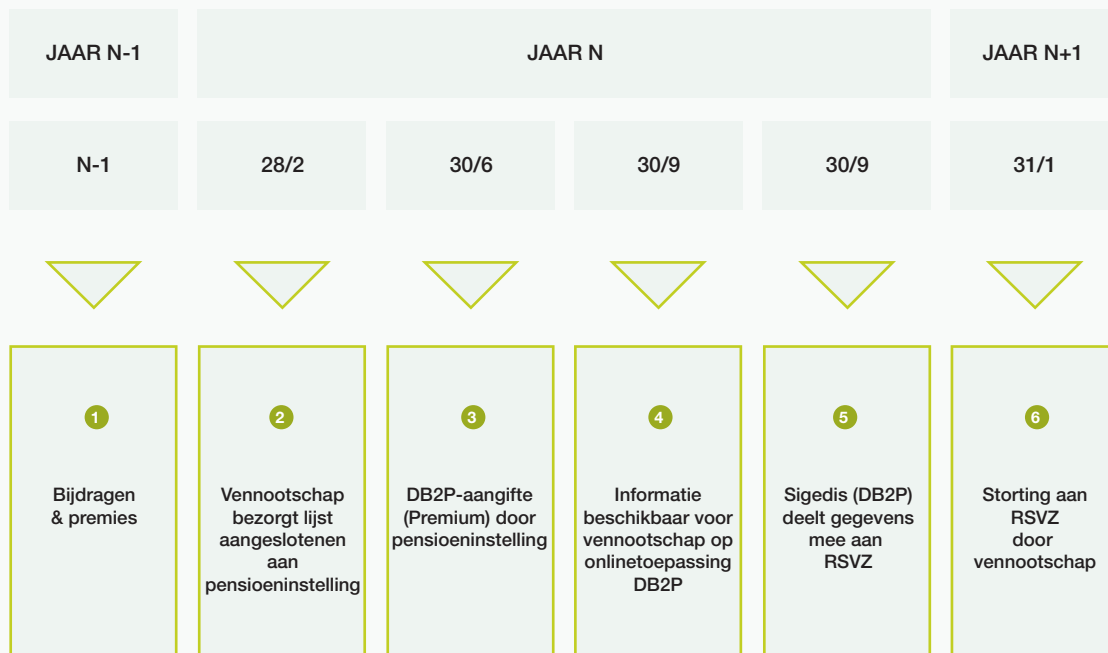 JAAR N-1
JAAR N
JAAR N+1
N-1
28/2
30/6
30/9
30/9
31/1
1
Bijdragen
& premies
2
Vennootschap
bezorgt lijst
aangeslotenen
aan
pensioeninstelling
3
DB2P-aangifte
(Premium) door
pensioeninstelling
4
Informatie
beschikbaar voor
vennootschap op
onlinetoepassing
DB2P
5
Sigedis (DB2P)
deelt gegevens
mee aan
RSVZ
6
Storting aan
RSVZ
door
vennootschap